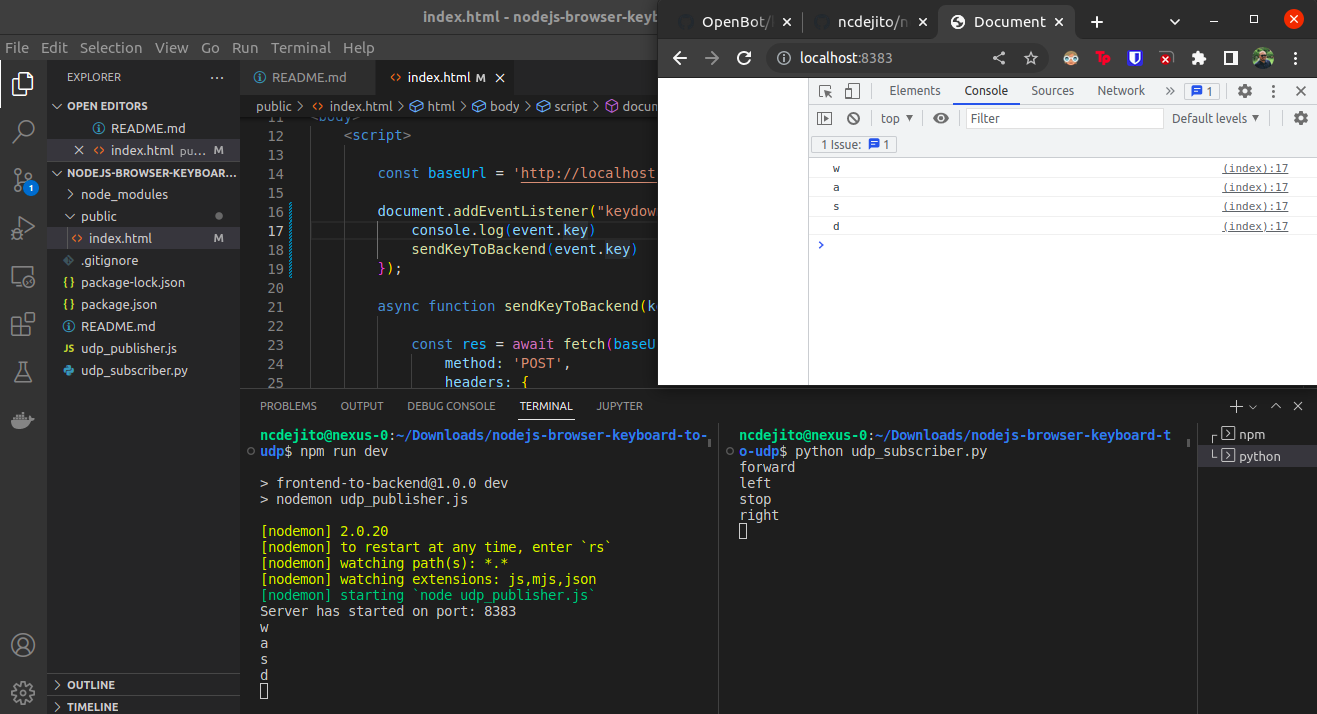 index.html - nodejs-browser-keyb
File Edit Selection View Go Run Terminal Help
EXPLORER
OPEN EDITORS
README.md
index.html pu... M
NODEJS-BROWSER-KEYBOAR...
node_modules
public
index.html M
.gitignore
package-lock.json
package.json
README.md
JS udp_publisher.js
udp_subscriber.py
OUTLINE
TIMELINE
1
README.md
index.html M
public > index.html > html > body > script > docum
11 <body>
12 <script>
13
14 const baseUrl = 'http://localhost
15
16 document.addEventListener("keydow
17 console.log(event.key)
18 sendKeyToBackend(event.key)
19 });
20
21 async function sendKeyToBackend(k
22
23 const res = await fetch(baseU
24 method: 'POST',
25 headers: {
OpenBot/
ncdejito/n
Document
localhost:8383
Elements Console Sources Network 1
top Filter Default levels
1 Issue: 1
w (index):17
a (index):17
s (index):17
d (index):17
PROBLEMS OUTPUT DEBUG CONSOLE TERMINAL JUPYTER
ncdejito@nexus-0:~/Downloads/nodejs-browser-keyboard-to-
udp$ npm run dev
> frontend-to-backend@1.0.0 dev
> nodemon udp_publisher.js
[nodemon] 2.0.20
[nodemon] to restart at any time, enter `rs`
[nodemon] watching path(s): *.*
[nodemon] watching extensions: js,mjs,json
[nodemon] starting `node udp_publisher.js`
Server has started on port: 8383
w
a
s
d
ncdejito@nexus-0:~/Downloads/nodejs-browser-keyboard-t
o-udp$ python udp_subscriber.py
forward
left
stop
right
npm
python